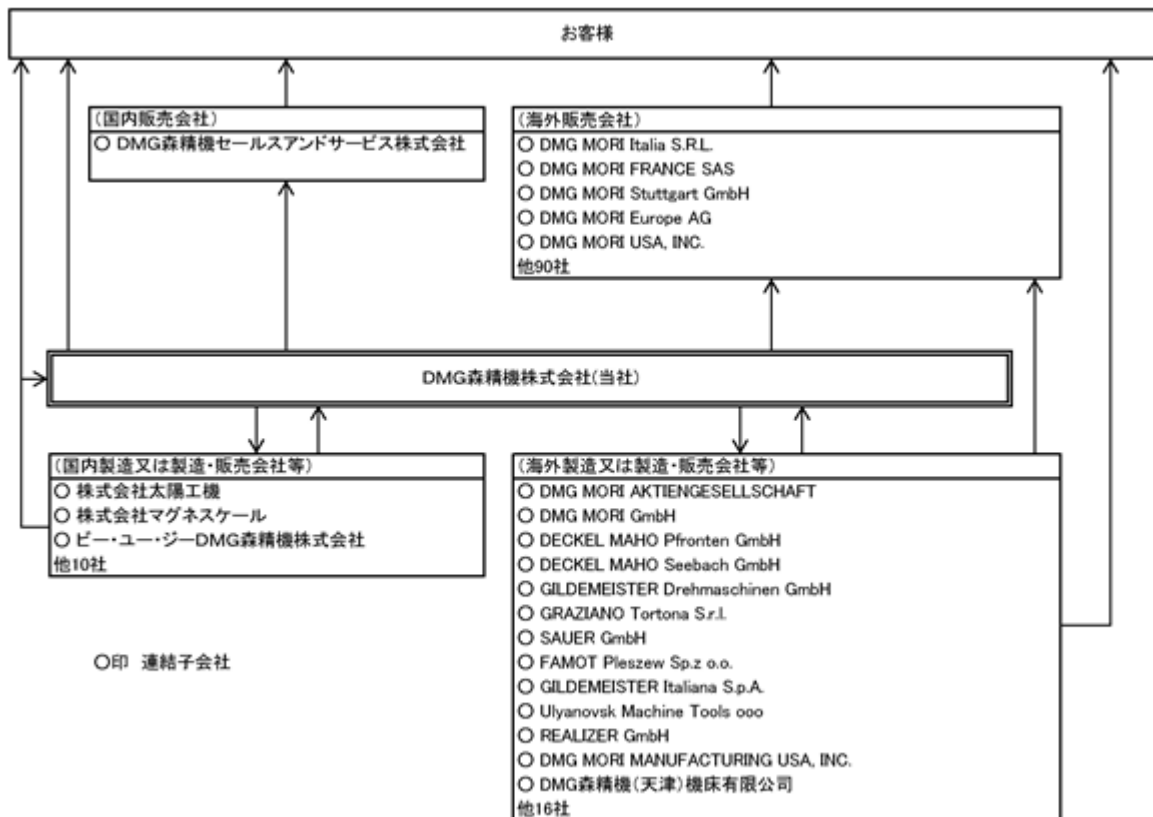 お客様
(国内販売会社)
○ DMG森精機セールスアンドサービス株式会社
(海外販売会社)
○ DMG MORI Italia S.R.L.
○ DMG MORI FRANCE SAS
○ DMG MORI Stuttgart GmbH
○ DMG MORI Europe AG
○ DMG MORI USA, INC.
他90社
DMG森精機株式会社(当社)
(国内製造又は製造・販売会社等)
○ 株式会社太陽工機
○ 株式会社マグネスケール
○ ビー・ユー・ジーDMG森精機株式会社
他10社
(海外製造又は製造・販売会社等)
○ DMG MORI AKTIENGESELLSCHAFT
○ DMG MORI GmbH
○ DECKEL MAHO Pfronten GmbH
○ DECKEL MAHO Seebach GmbH
○ GILDEMEISTER Drehmaschinen GmbH
○ GRAZIANO Tortona S.r.l.
○ SAUER GmbH
○ FAMOT Pleszew Sp.z o.o.
○ GILDEMEISTER Italiana S.p.A.
○ Ulyanovsk Machine Tools ooo
○ REALIZER GmbH
○ DMG MORI MANUFACTURING USA, INC.
○ DMG森精機(天津)機床有限公司
他16社
○印 連結子会社